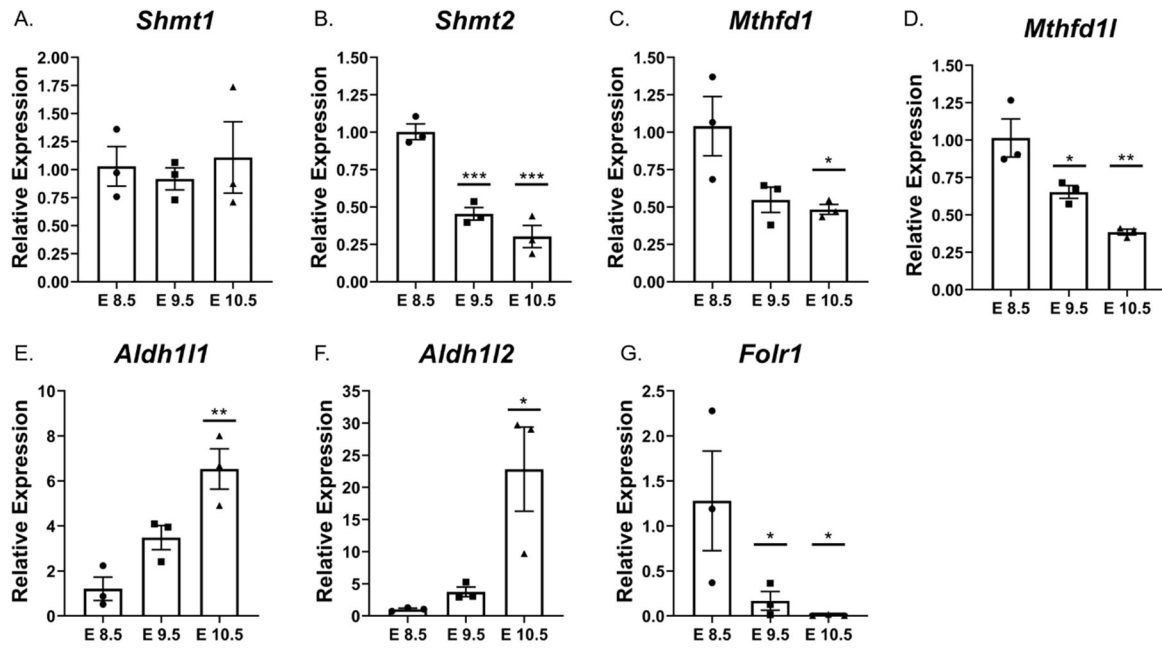 A. Shmt1
Relative Expression
2.00
1.75
1.50
1.25
1.00
0.75
0.50
0.25
0.00
E 8.5 E 9.5 E 10.5
B. Shmt2
Relative Expression
1.50
1.25
1.00
0.75
0.50
0.25
0.00
*** ***
E 8.5 E 9.5 E 10.5
C. Mthfd1
Relative Expression
1.50
1.25
1.00
0.75
0.50
0.25
0.00
*
E 8.5 E 9.5 E 10.5
D. Mthfd1l
Relative Expression
1.50
1.25
1.00
0.75
0.50
0.25
0.00
* **
E 8.5 E 9.5 E 10.5
E. Aldh1l1
Relative Expression
10
8
6
4
2
0
**
E 8.5 E 9.5 E 10.5
F. Aldh1l2
Relative Expression
35
30
25
20
15
10
5
0
*
E 8.5 E 9.5 E 10.5
G. Folr1
Relative Expression
2.5
2.0
1.5
1.0
0.5
0.0
* *
E 8.5 E 9.5 E 10.5